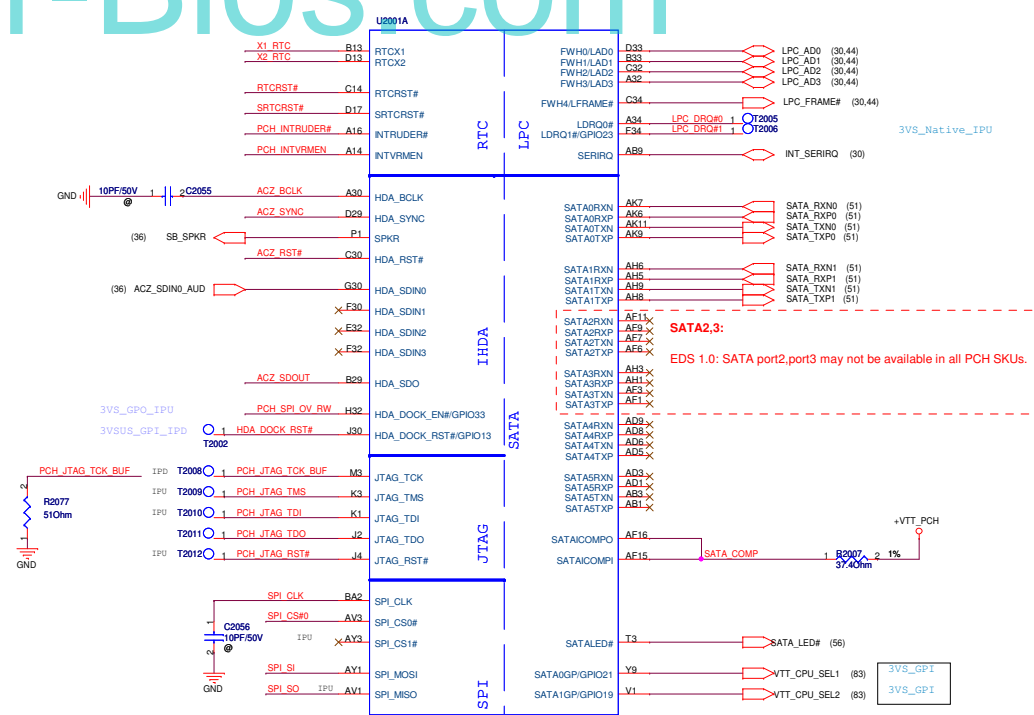 -Bios.com
U2001A
X1_RTC B13 RTCX1
X2_RTC D13 RTCX2
RTCRST# C14 RTCRST#
SRTCRST# D17 SRTCRST#
PCH_INTRUDER# A16 INTRUDER#
PCH_INTVRMEN A14 INTVRMEN
RTC
LPC
FWH0/LAD0 D33 LPC_AD0 (30,44)
FWH1/LAD1 B33 LPC_AD1 (30,44)
FWH2/LAD2 C32 LPC_AD2 (30,44)
FWH3/LAD3 A32 LPC_AD3 (30,44)
FWH4/LFRAME# C34 LPC_FRAME# (30,44)
LDRQ0# A34 LPC_DRQ#0 1 T2005
LDRQ1#/GPIO23 F34 LPC_DRQ#1 1 T2006
3VS_Native_IPU
SERIRQ AB9 INT_SERIRQ (30)
GND 10PF/50V 1 2 C2055 ACZ_BCLK A30 HDA_BCLK
@
ACZ_SYNC D29 HDA_SYNC
(36) SB_SPKR P1 SPKR
ACZ_RST# C30 HDA_RST#
(36) ACZ_SDIN0_AUD G30 HDA_SDIN0
F30 HDA_SDIN1
E32 HDA_SDIN2
F32 HDA_SDIN3
ACZ_SDOUT B29 HDA_SDO
3VS_GPO_IPU PCH_SPI_OV_RW H32 HDA_DOCK_EN#/GPIO33
3VSUS_GPI_IPD 1 HDA_DOCK_RST# J30 HDA_DOCK_RST#/GPIO13
T2002
IHDA
SATA
SATA0RXN AK7 SATA_RXN0 (51)
SATA0RXP AK6 SATA_RXP0 (51)
SATA0TXN AK11 SATA_TXN0 (51)
SATA0TXP AK9 SATA_TXP0 (51)
SATA1RXN AH6 SATA_RXN1 (51)
SATA1RXP AH5 SATA_RXP1 (51)
SATA1TXN AH9 SATA_TXN1 (51)
SATA1TXP AH8 SATA_TXP1 (51)
SATA2RXN AF11
SATA2RXP AF9
SATA2TXN AF7
SATA2TXP AF6
SATA2,3:
EDS 1.0: SATA port2,port3 may not be available in all PCH SKUs.
SATA3RXN AH3
SATA3RXP AH1
SATA3TXN AF3
SATA3TXP AF1
SATA4RXN AD9
SATA4RXP AD8
SATA4TXN AD6
SATA4TXP AD5
SATA5RXN AD3
SATA5RXP AD1
SATA5TXN AB3
SATA5TXP AB1
PCH_JTAG_TCK_BUF IPD T2008 1 PCH_JTAG_TCK_BUF M3 JTAG_TCK
IPU T2009 1 PCH_JTAG_TMS K3 JTAG_TMS
IPU T2010 1 PCH_JTAG_TDI K1 JTAG_TDI
T2011 1 PCH_JTAG_TDO J2 JTAG_TDO
IPU T2012 1 PCH_JTAG_RST# J4 JTAG_RST#
2
R2077
51Ohm
1
GND
JTAG
SATAICOMPO AF16
SATAICOMPI AF15 SATA_COMP 1 R2007 2 1%
37.4Ohm
+VTT_PCH
SPI_CLK BA2 SPI_CLK
SPI_CS#0 AV3 SPI_CS0#
IPU AY3 SPI_CS1#
SPI_SI AY1 SPI_MOSI
SPI_SO IPU AV1 SPI_MISO
1
C2056
10PF/50V
@
2
GND
SPI
SATALED# T3 SATA_LED# (56)
SATA0GP/GPIO21 Y9 VTT_CPU_SEL1 (83) 3VS_GPI
SATA1GP/GPIO19 V1 VTT_CPU_SEL2 (83) 3VS_GPI